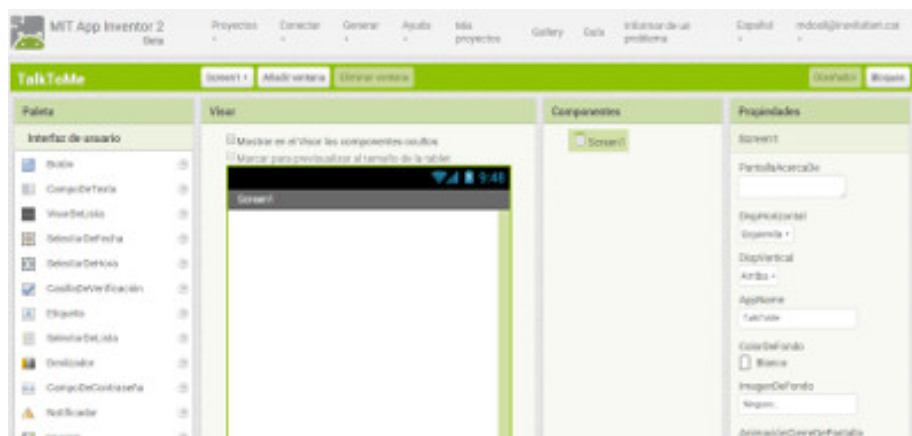 MIT App Inventor 2
Beta
Proyectos Conectar Generar Ayuda Mis proyectos Gallery Guía Informar de un problema Español
TalkToMe
Screen1 Añadir ventana Eliminar ventana Diseñador Bloques
Paleta Visor Componentes Propiedades
Interfaz de usuario
Botón
CampoDeTexto
VisorDeLista
SelectorDeFecha
SelectorDeHora
CasillaDeVerificación
Etiqueta
SelectorDeLista
Deslizador
CampoDeContraseña
Notificador
Mostrar en el Visor los componentes ocultos
Marcar para previsualizar al tamaño de la tablet
9:48
Screen1
Screen1
Screen1
PantallaAcercaDe
DispHorizontal
Izquierda
DispVertical
Arriba
AppName
TalkToMe
ColorDeFondo
Blanco
ImagenDeFondo
Ninguno...
AnimaciónCierreDePantalla